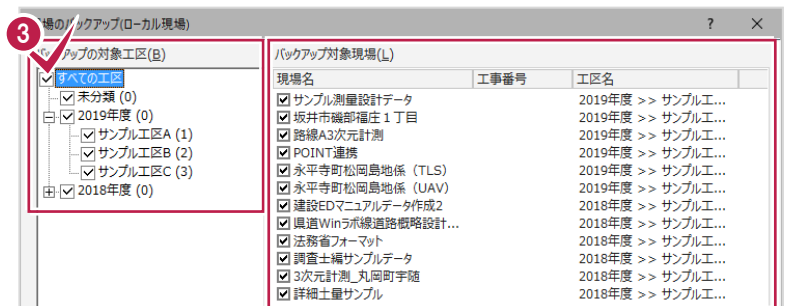 場のバックアップ(ローカル現場)
3
バックアップの対象工区(B)
すべての工区
未分類 (0)
2019年度 (0)
サンプル工区A (1)
サンプル工区B (2)
サンプル工区C (3)
2018年度 (0)
バックアップ対象現場(L)
現場名 工事番号 工区名
サンプル測量設計データ 2019年度 >> サンプル工...
坂井市磯部福庄1丁目 2019年度 >> サンプル工...
路線A3次元計測 2019年度 >> サンプル工...
POINT連携 2019年度 >> サンプル工...
永平寺町松岡島地係(TLS) 2019年度 >> サンプル工...
永平寺町松岡島地係(UAV) 2019年度 >> サンプル工...
建設EDマニュアルデータ作成2 2018年度 >> サンプル工...
県道Winラボ線道路概略設計... 2018年度 >> サンプル工...
法務省フォーマット 2018年度 >> サンプル工...
調査士編サンプルデータ 2018年度 >> サンプル工...
3次元計測_丸岡町宇随 2018年度 >> サンプル工...
詳細土量サンプル 2018年度 >> サンプル工...